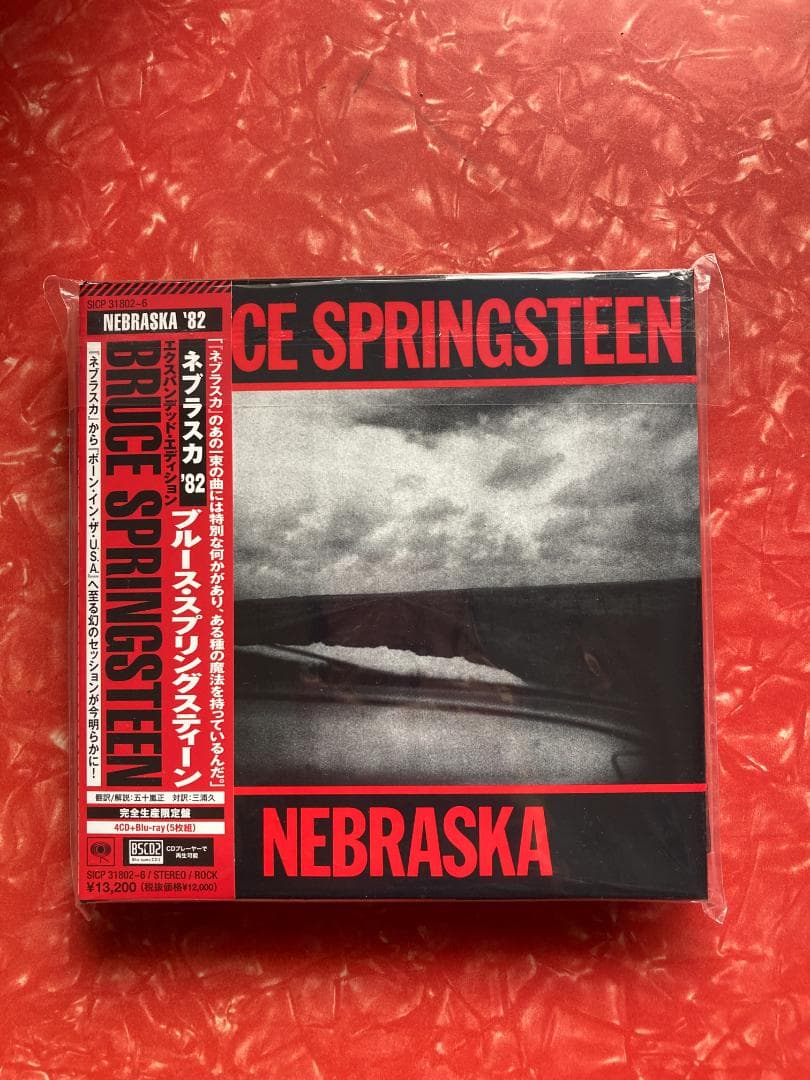 SICP 31802~6
NEBRASKA '82
BRUCE SPRINGSTEEN
「『ネブラスカ』のあの一束の曲には特別な何かがあり、ある種の魔法を持っているんだ。」
ネブラスカ '82
エクスパンデッド・エディション
ブルース・スプリングスティーン
『ネブラスカ』から『ボーン・イン・ザ・U.S.A.』へ至る幻のセッションが今明らかに!
翻訳/解説:五十嵐正 対訳:三浦久
完全生産限定盤
4CD+Blu-ray(5枚組)
BSCD2
Blu-spec CD2
CDプレーヤーで
再生可能
SICP 31802~6 / STEREO / ROCK
¥13,200 (税抜価格¥12,000)
CE SPRINGSTEEN
NEBRASKA